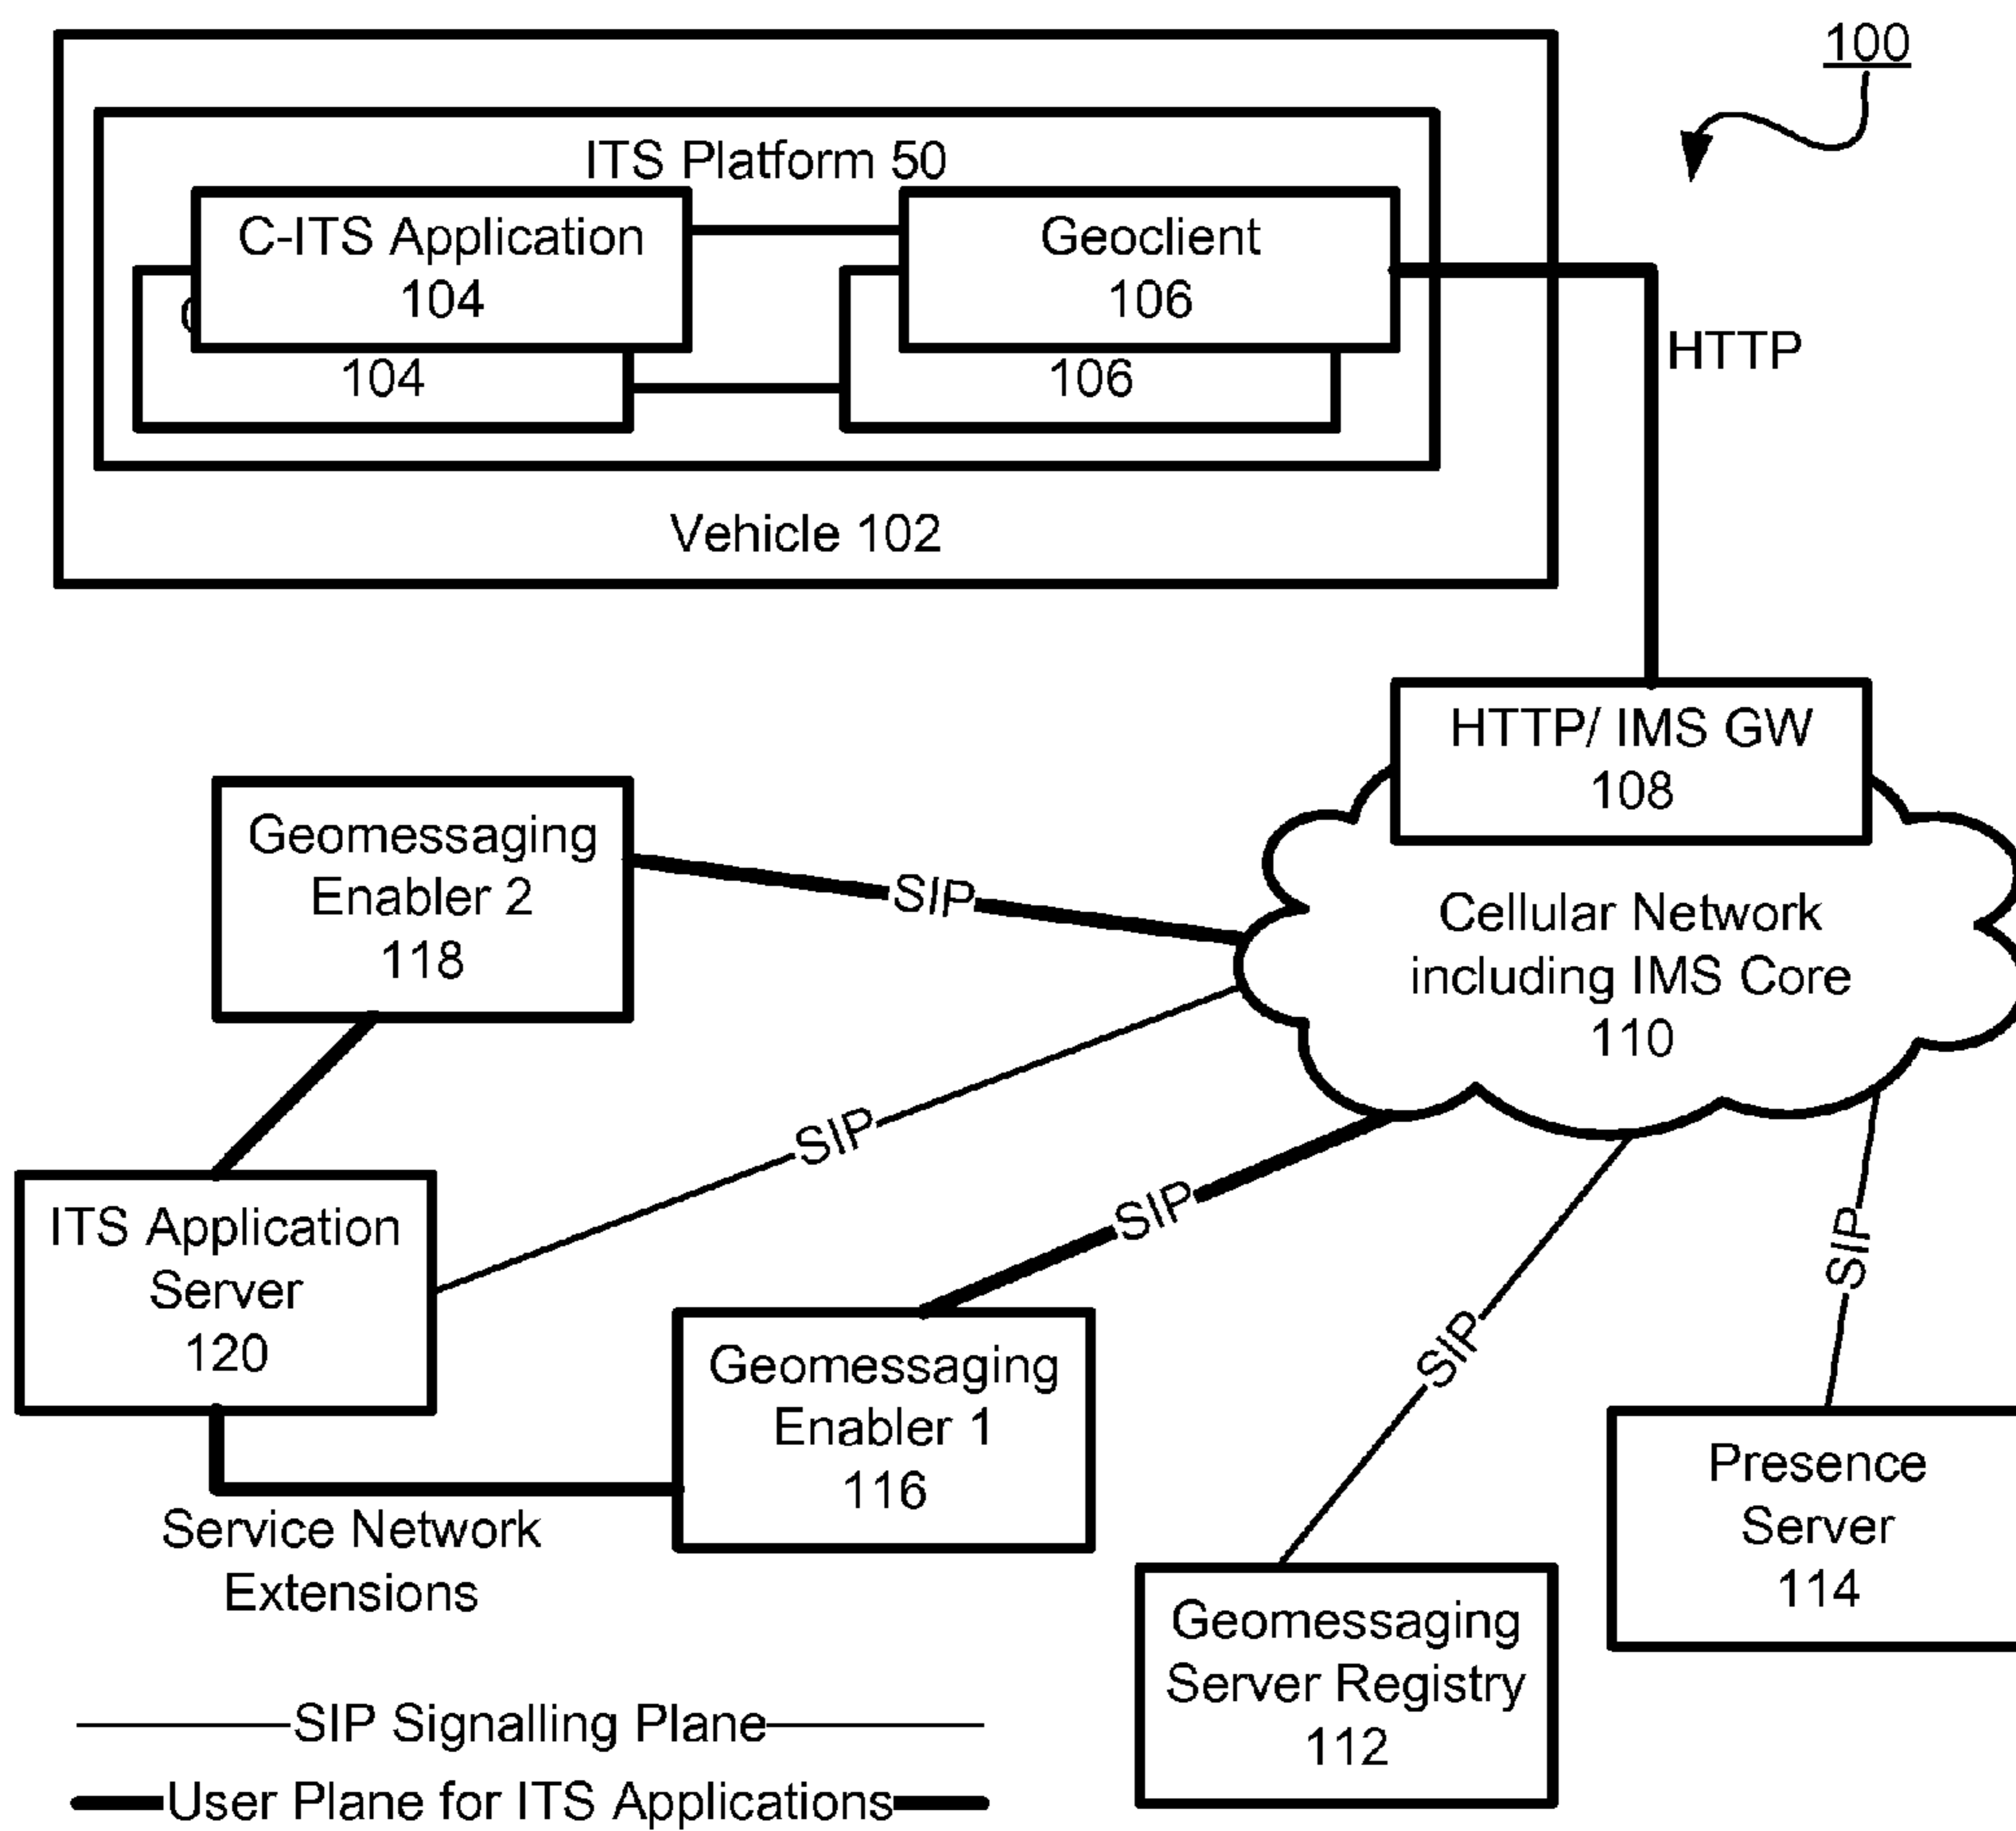 100
ITS Platform 50
C-ITS Application
104
Geoclient
106
104
106
HTTP
Vehicle 102
HTTP/ IMS GW
108
Geomessaging
Enabler 2
118
SIP
Cellular Network
including IMS Core
110
SIP
SIP
ITS Application
Server
120
SIP
SIP
Geomessaging
Enabler 1
116
Presence
Server
114
Service Network
Extensions
Geomessaging
Server Registry
112
SIP Signalling Plane
User Plane for ITS Applications